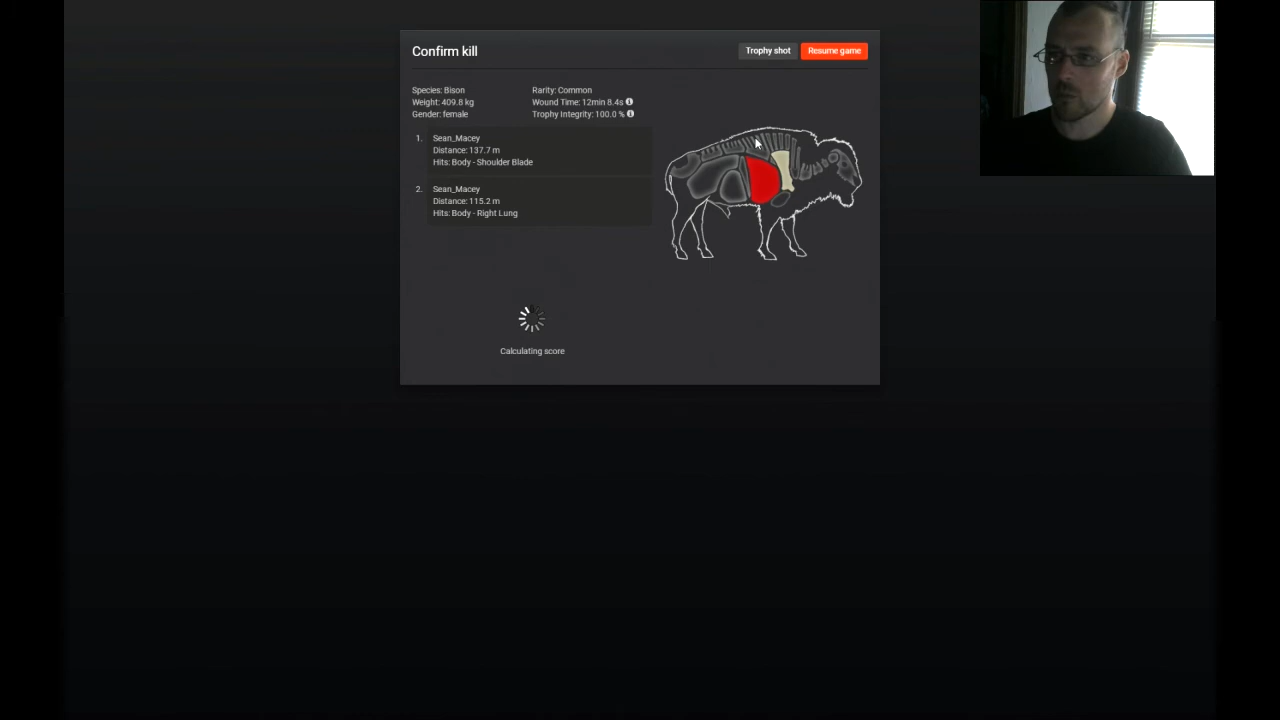 Confirm kill
Trophy shot
Resume game
Species: Bison
Rarity: Common
Weight: 409.8 kg
Wound Time: 12min 8.4s
Gender: female
Trophy Integrity: 100.0 %
1. Sean_Macey
Distance: 137.7 m
Hits: Body - Shoulder Blade
2. Sean_Macey
Distance: 115.2 m
Hits: Body - Right Lung
Calculating score